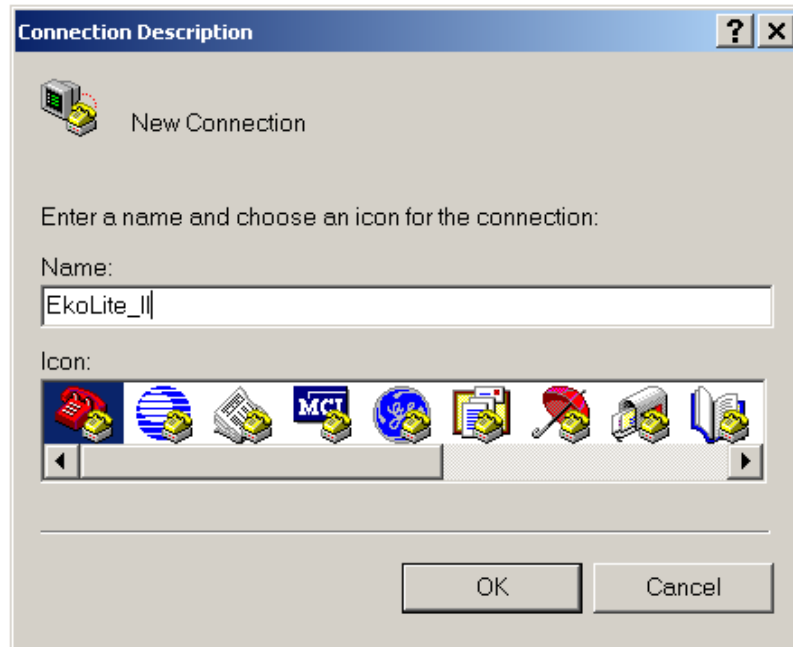 Connection Description
New Connection
Enter a name and choose an icon for the connection:
Name:
EkoLite_II
Icon:
MCI
OK
Cancel